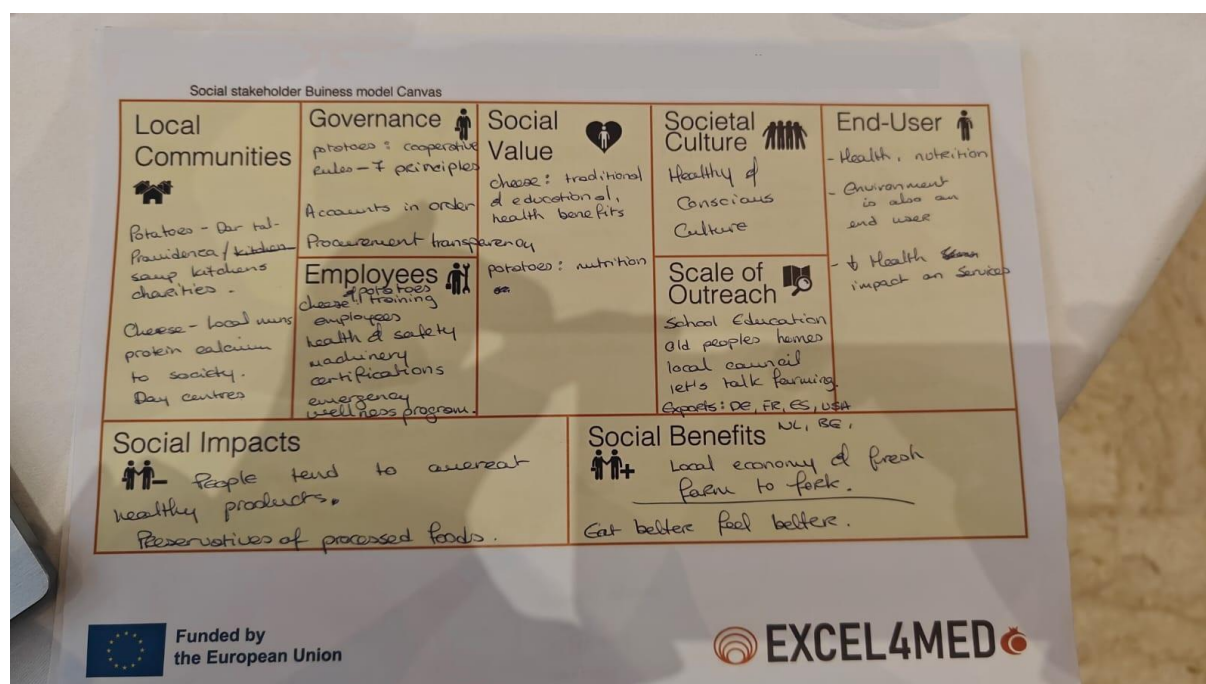 Social stakeholder Buiness model Canvas
Local
Communities
Potatoes - Dar tal-
Providenza / kitchen
soup kitchens
charities.
Cheese - Local nuns
protein calcium
to society.
Day centres
Governance
potatoes : cooperative
rules - 7 principles
Accounts in order
Procurement transparency
Employees
+ potatoes
cheese : training
employees
health & safety
machinery
certifications
emergency
wellness program.
Social
Value
cheese : traditional
& educational,
health benefits
potatoes : nutrition
Societal
Culture
Healthy &
Conscious
Culture
Scale of
Outreach
School Education
old peoples homes
local council
let's talk farming.
Exports : DE, FR, ES, USA
NL, BE,
End-User
- Health, nutrition
- Environment
is also an
end user
- ↓ Health
impact on Services
Social Impacts
People tend to overeat
healthy products.
Preservatives of processed foods.
Social Benefits
Local economy & fresh
farm to fork.
Eat better feel better.
Funded by
the European Union
EXCEL4MED